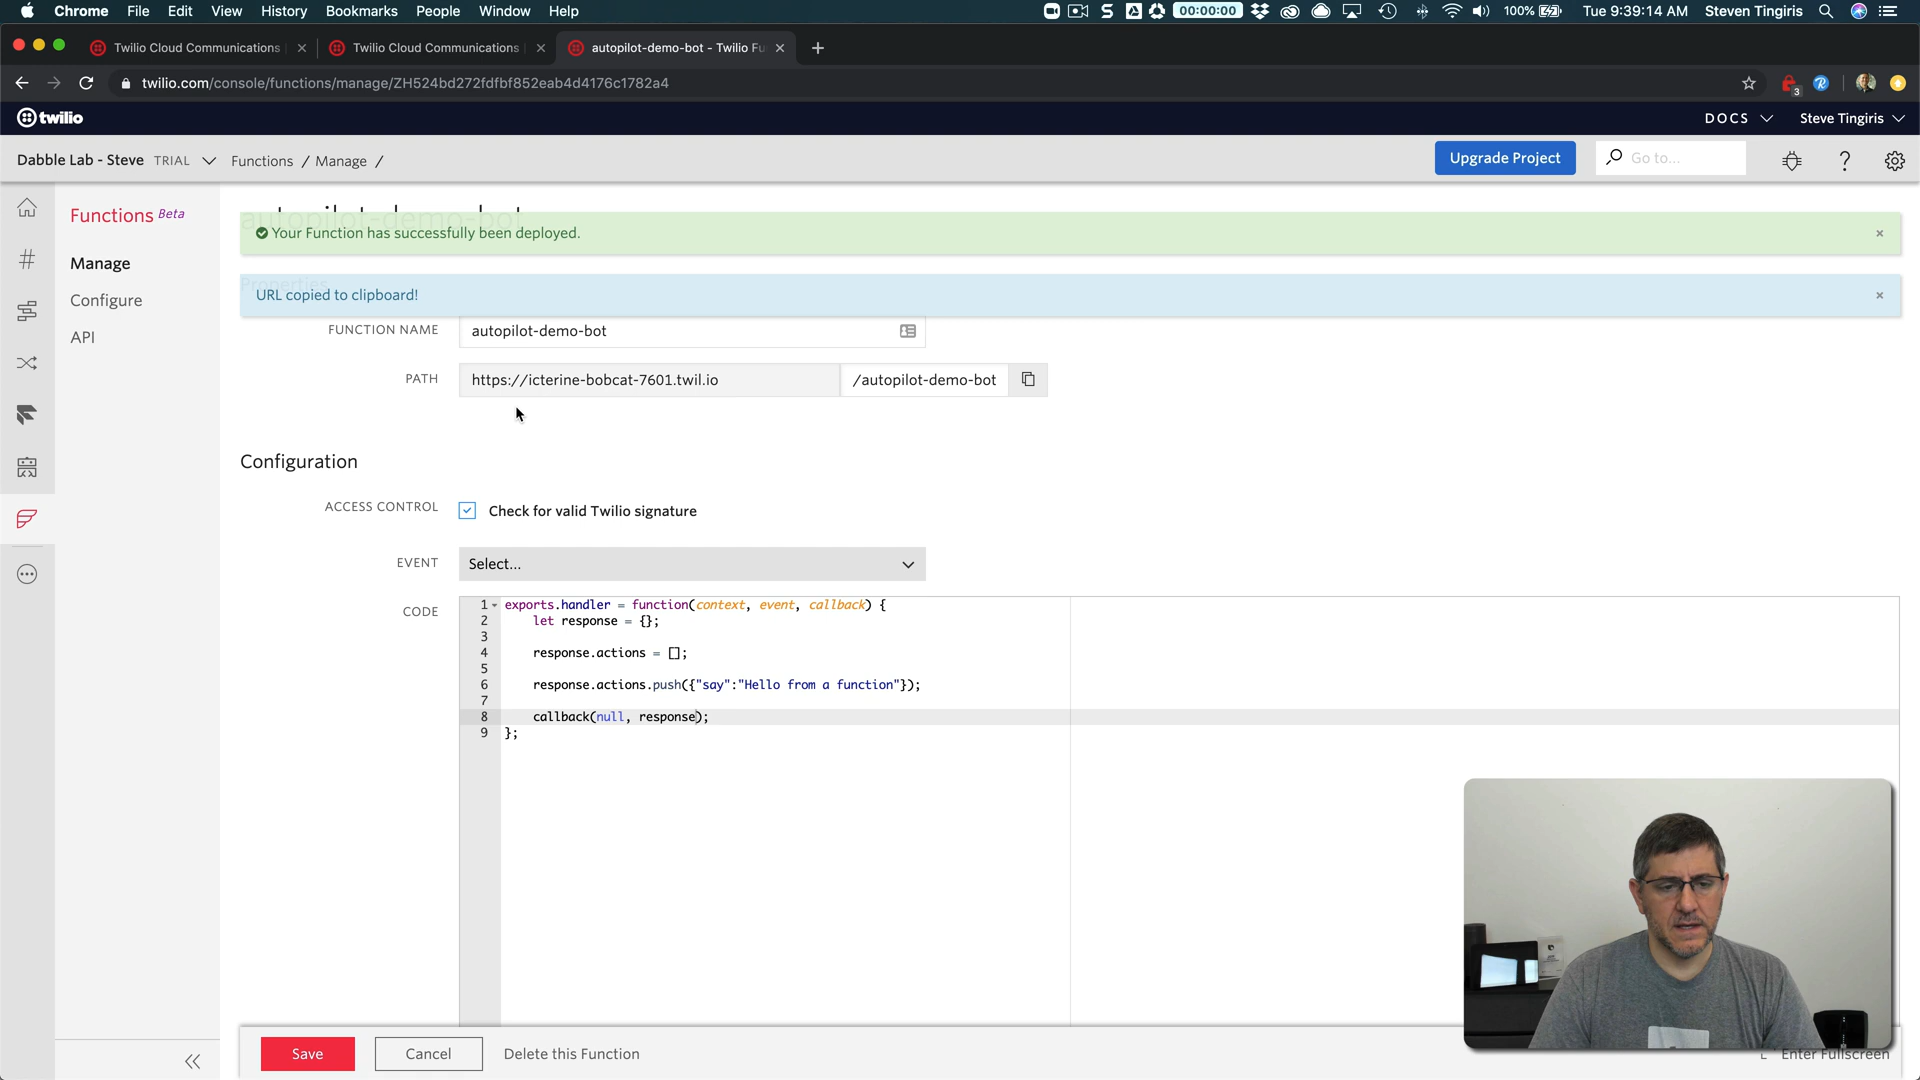 Chrome File Edit View History Bookmarks People Window Help 00:00:00 100% Tue 9:39:14 AM Steven Tingiris
Twilio Cloud Communications
Twilio Cloud Communications
autopilot-demo-bot - Twilio Fu
twilio.com/console/functions/manage/ZH524bd272fdfbf852eab4d4176c1782a4
3
twilio
DOCS
Steve Tingiris
Dabble Lab - Steve TRIAL Functions / Manage /
Upgrade Project
Go to...
Functions Beta
Manage
Configure
API
autopilot-demo-bot
Your Function has successfully been deployed.
Properties
URL copied to clipboard!
FUNCTION NAME autopilot-demo-bot
PATH https://icterine-bobcat-7601.twil.io /autopilot-demo-bot
Configuration
ACCESS CONTROL Check for valid Twilio signature
EVENT Select...
CODE
1 exports.handler = function(context, event, callback) {
2 let response = {};
3
4 response.actions = [];
5
6 response.actions.push({"say":"Hello from a function"});
7
8 callback(null, response);
9 };
Save
Cancel
Delete this Function
Enter Fullscreen